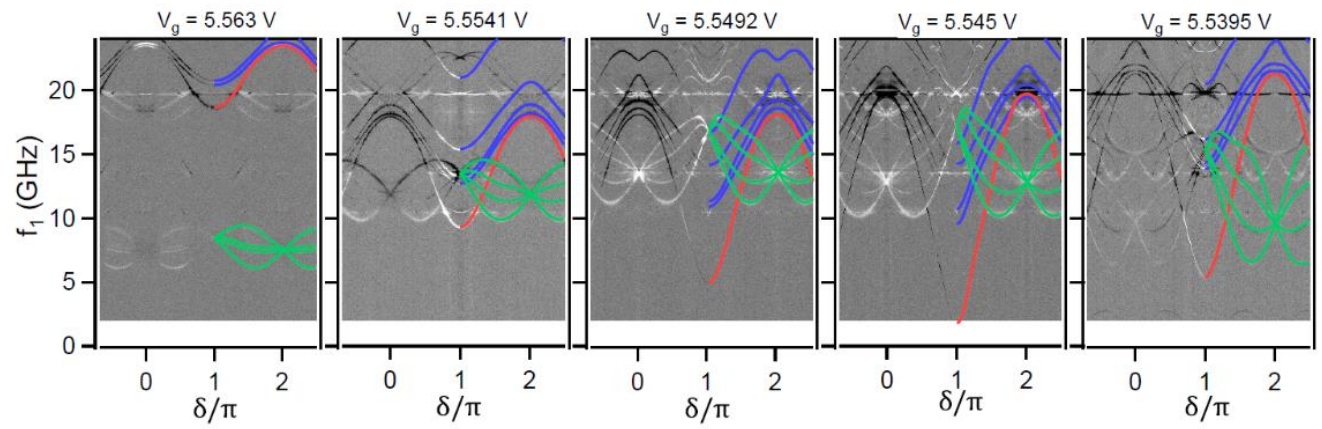 V_g = 5.563 V V_g = 5.5541 V V_g = 5.5492 V V_g = 5.545 V V_g = 5.5395 V
20
15
10
5
0
f₁ (GHz)
0 1 2 0 1 2 0 1 2 0 1 2 0 1 2
δ/π δ/π δ/π δ/π δ/π